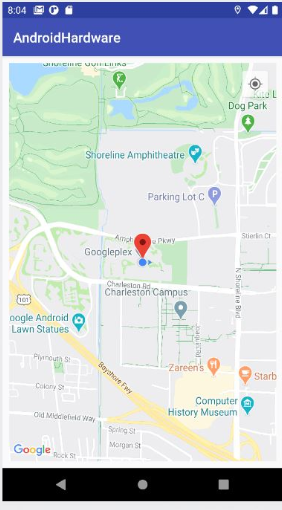 8:04
AndroidHardware
Shoreline Golf Links
Dog Park
Shoreline Amphitheatre
Parking Lot C
Amph Pkwy
Stierlin Ct
Googleplex
Charleston Rd
Charleston Campus
N Shoreline Blvd
101
oogle Android
Lawn Statues
Plymouth St
Bayshore Fwy
Zareen's
Starb
Colony St
Computer
History Museum
Old Middlefield Way
Spring St
Morgan St
Google
Rock St